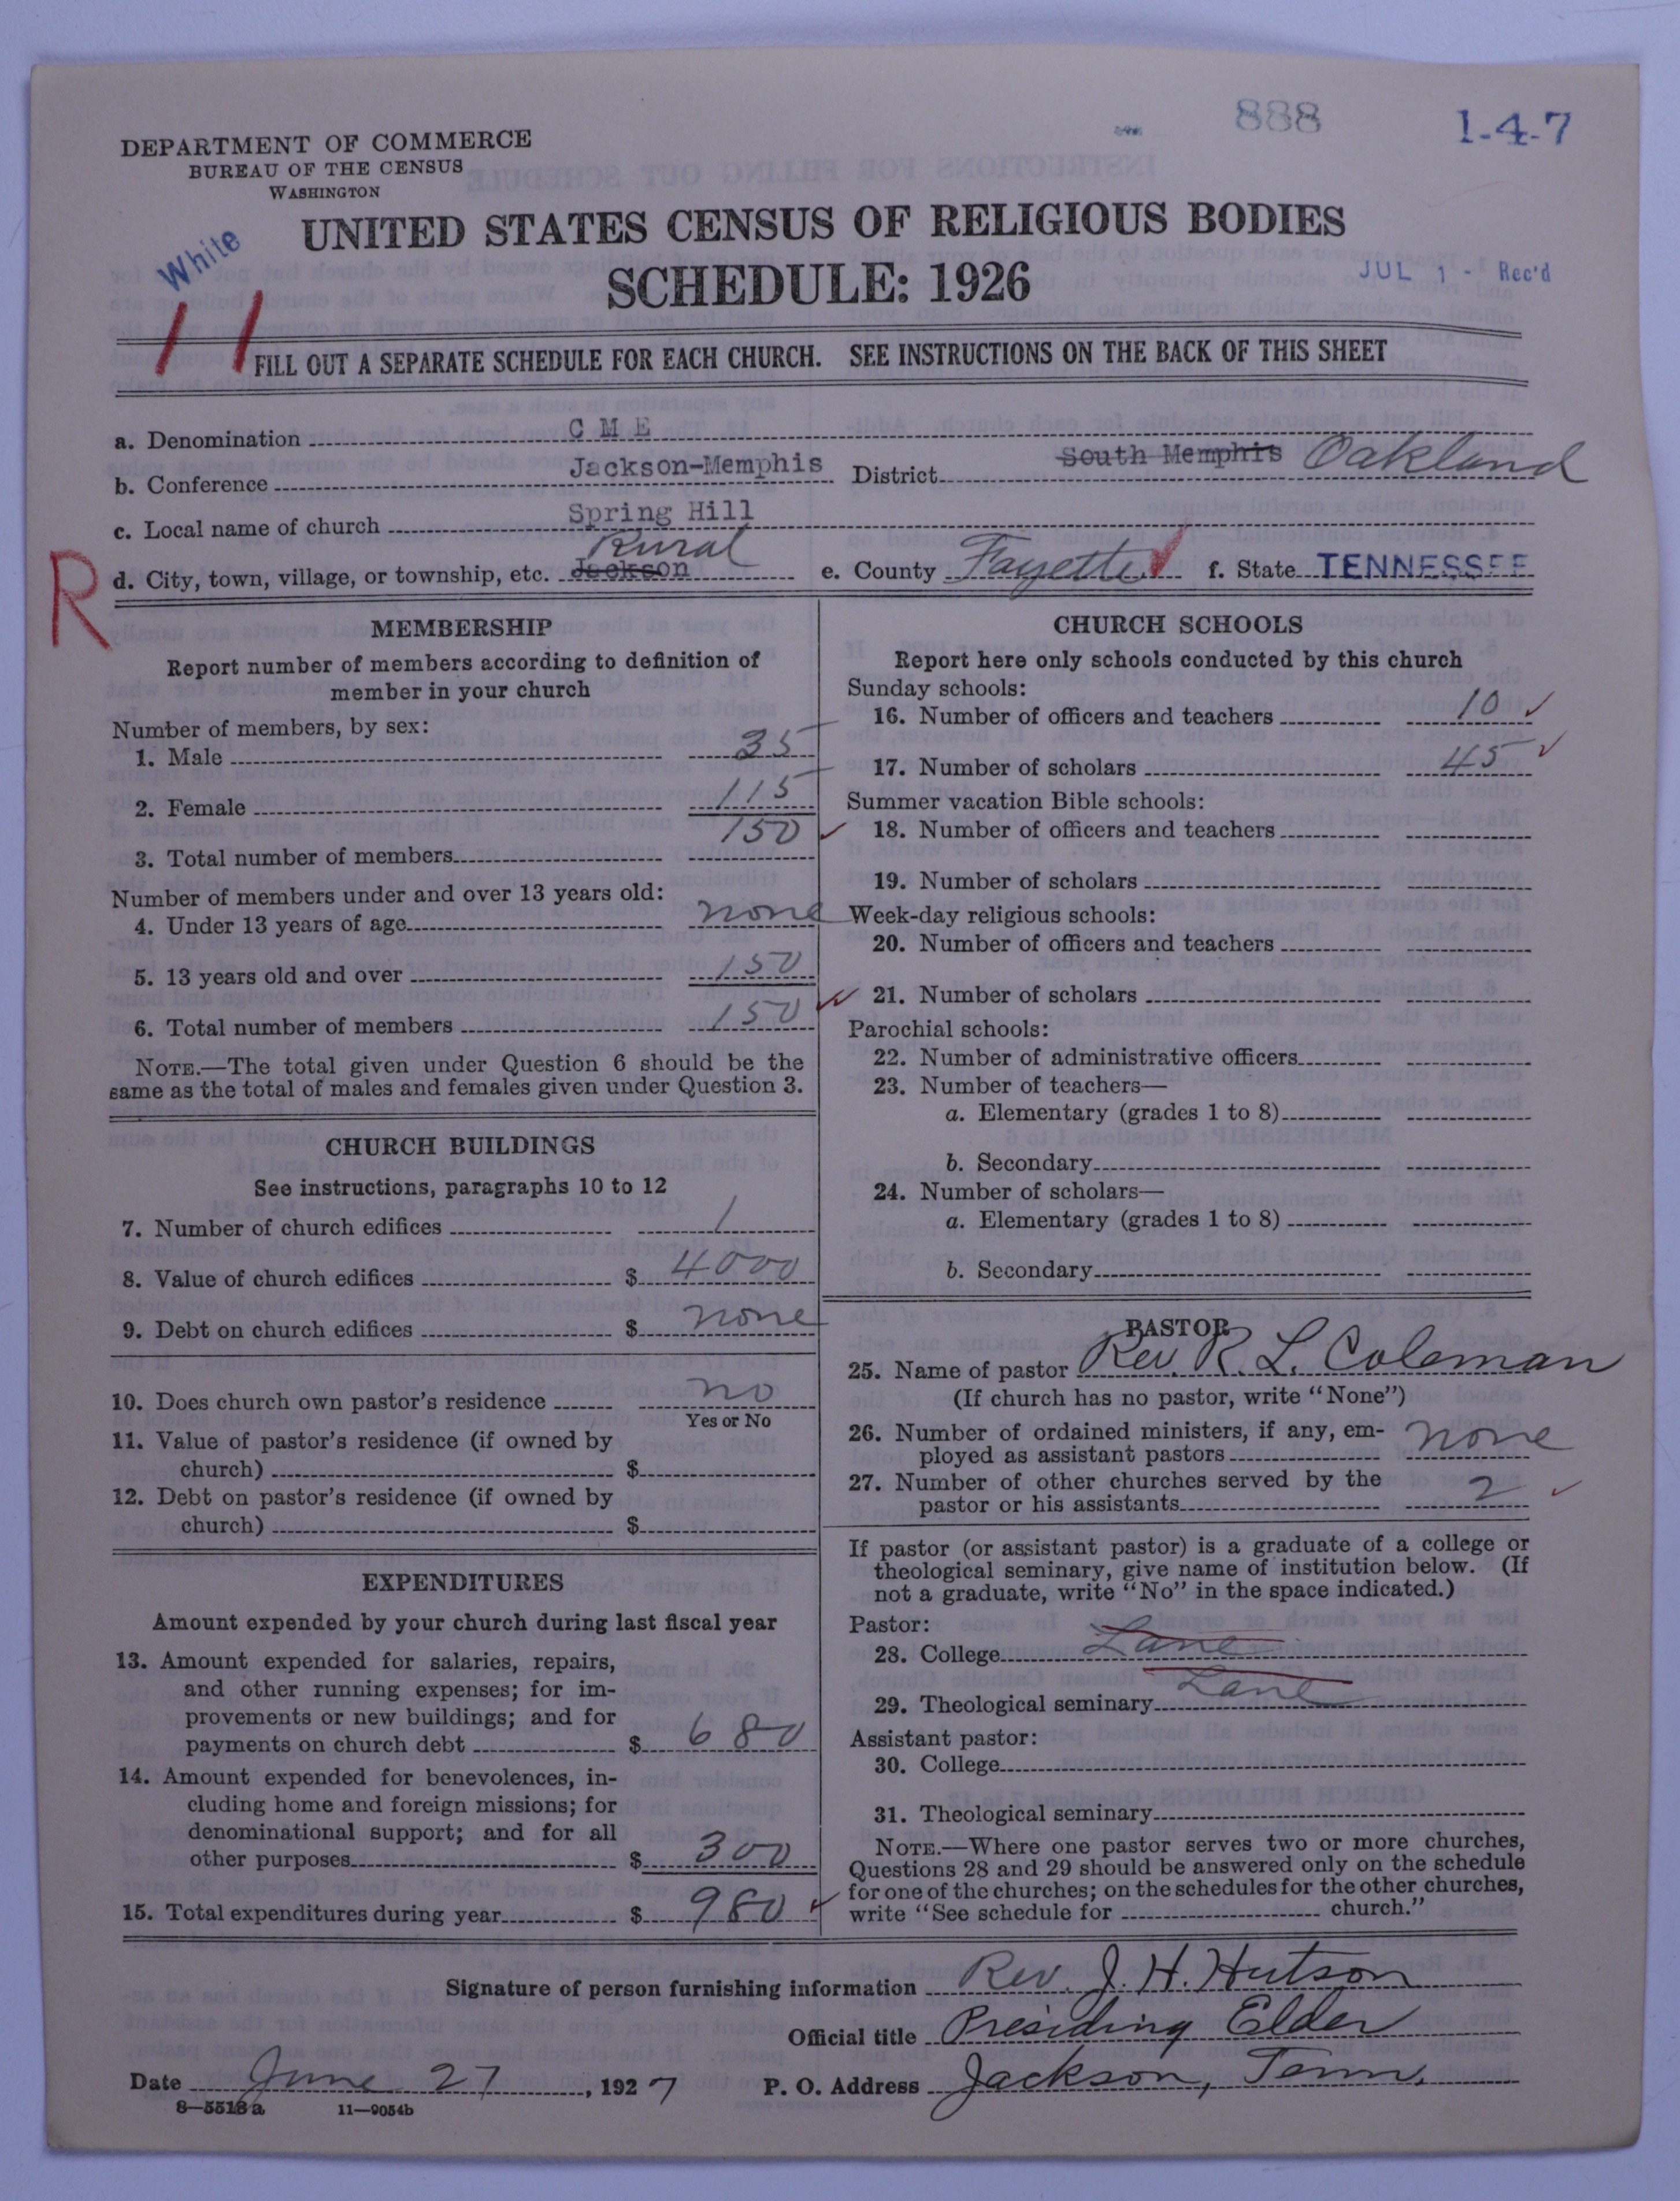 888
1-4-7
DEPARTMENT OF COMMERCE
BUREAU OF THE CENSUS
WASHINGTON
White
UNITED STATES CENSUS OF RELIGIOUS BODIES
SCHEDULE: 1926
JUL 1 - Rec'd
11
FILL OUT A SEPARATE SCHEDULE FOR EACH CHURCH. SEE INSTRUCTIONS ON THE BACK OF THIS SHEET
a. Denomination C M E
b. Conference Jackson-Memphis District South Memphis Oakland
c. Local name of church Spring Hill
Rural
R
d. City, town, village, or township, etc. Jackson e. County Fayette f. State TENNESSEE
MEMBERSHIP
Report number of members according to definition of
member in your church
Number of members, by sex:
1. Male 35
2. Female 115
3. Total number of members 150
Number of members under and over 13 years old:
4. Under 13 years of age none
5. 13 years old and over 150
6. Total number of members 150
NOTE.—The total given under Question 6 should be the
same as the total of males and females given under Question 3.
CHURCH BUILDINGS
See instructions, paragraphs 10 to 12
7. Number of church edifices 1
8. Value of church edifices $ 4000
9. Debt on church edifices $ none
10. Does church own pastor's residence no
Yes or No
11. Value of pastor's residence (if owned by
church) $
12. Debt on pastor's residence (if owned by
church) $
EXPENDITURES
Amount expended by your church during last fiscal year
13. Amount expended for salaries, repairs,
and other running expenses; for im-
provements or new buildings; and for
payments on church debt $ 680
14. Amount expended for benevolences, in-
cluding home and foreign missions; for
denominational support; and for all
other purposes $ 300
15. Total expenditures during year $ 980
CHURCH SCHOOLS
Report here only schools conducted by this church
Sunday schools:
16. Number of officers and teachers 10
17. Number of scholars 45
Summer vacation Bible schools:
18. Number of officers and teachers
19. Number of scholars
Week-day religious schools:
20. Number of officers and teachers
21. Number of scholars
Parochial schools:
22. Number of administrative officers
23. Number of teachers—
a. Elementary (grades 1 to 8)
b. Secondary
24. Number of scholars—
a. Elementary (grades 1 to 8)
b. Secondary
PASTOR
25. Name of pastor Rev. R. L. Coleman
(If church has no pastor, write "None")
26. Number of ordained ministers, if any, em-
ployed as assistant pastors none
27. Number of other churches served by the
pastor or his assistants 2
If pastor (or assistant pastor) is a graduate of a college or
theological seminary, give name of institution below. (If
not a graduate, write "No" in the space indicated.)
Pastor:
28. College Lane
29. Theological seminary Lane
Assistant pastor:
30. College
31. Theological seminary
NOTE.—Where one pastor serves two or more churches,
Questions 28 and 29 should be answered only on the schedule
for one of the churches; on the schedules for the other churches,
write "See schedule for church."
Signature of person furnishing information Rev. J. H. Hutson
Official title Presiding Elder
Date June 27, 1927 P. O. Address Jackson, Tenn.
8—5518 a 11—9054b